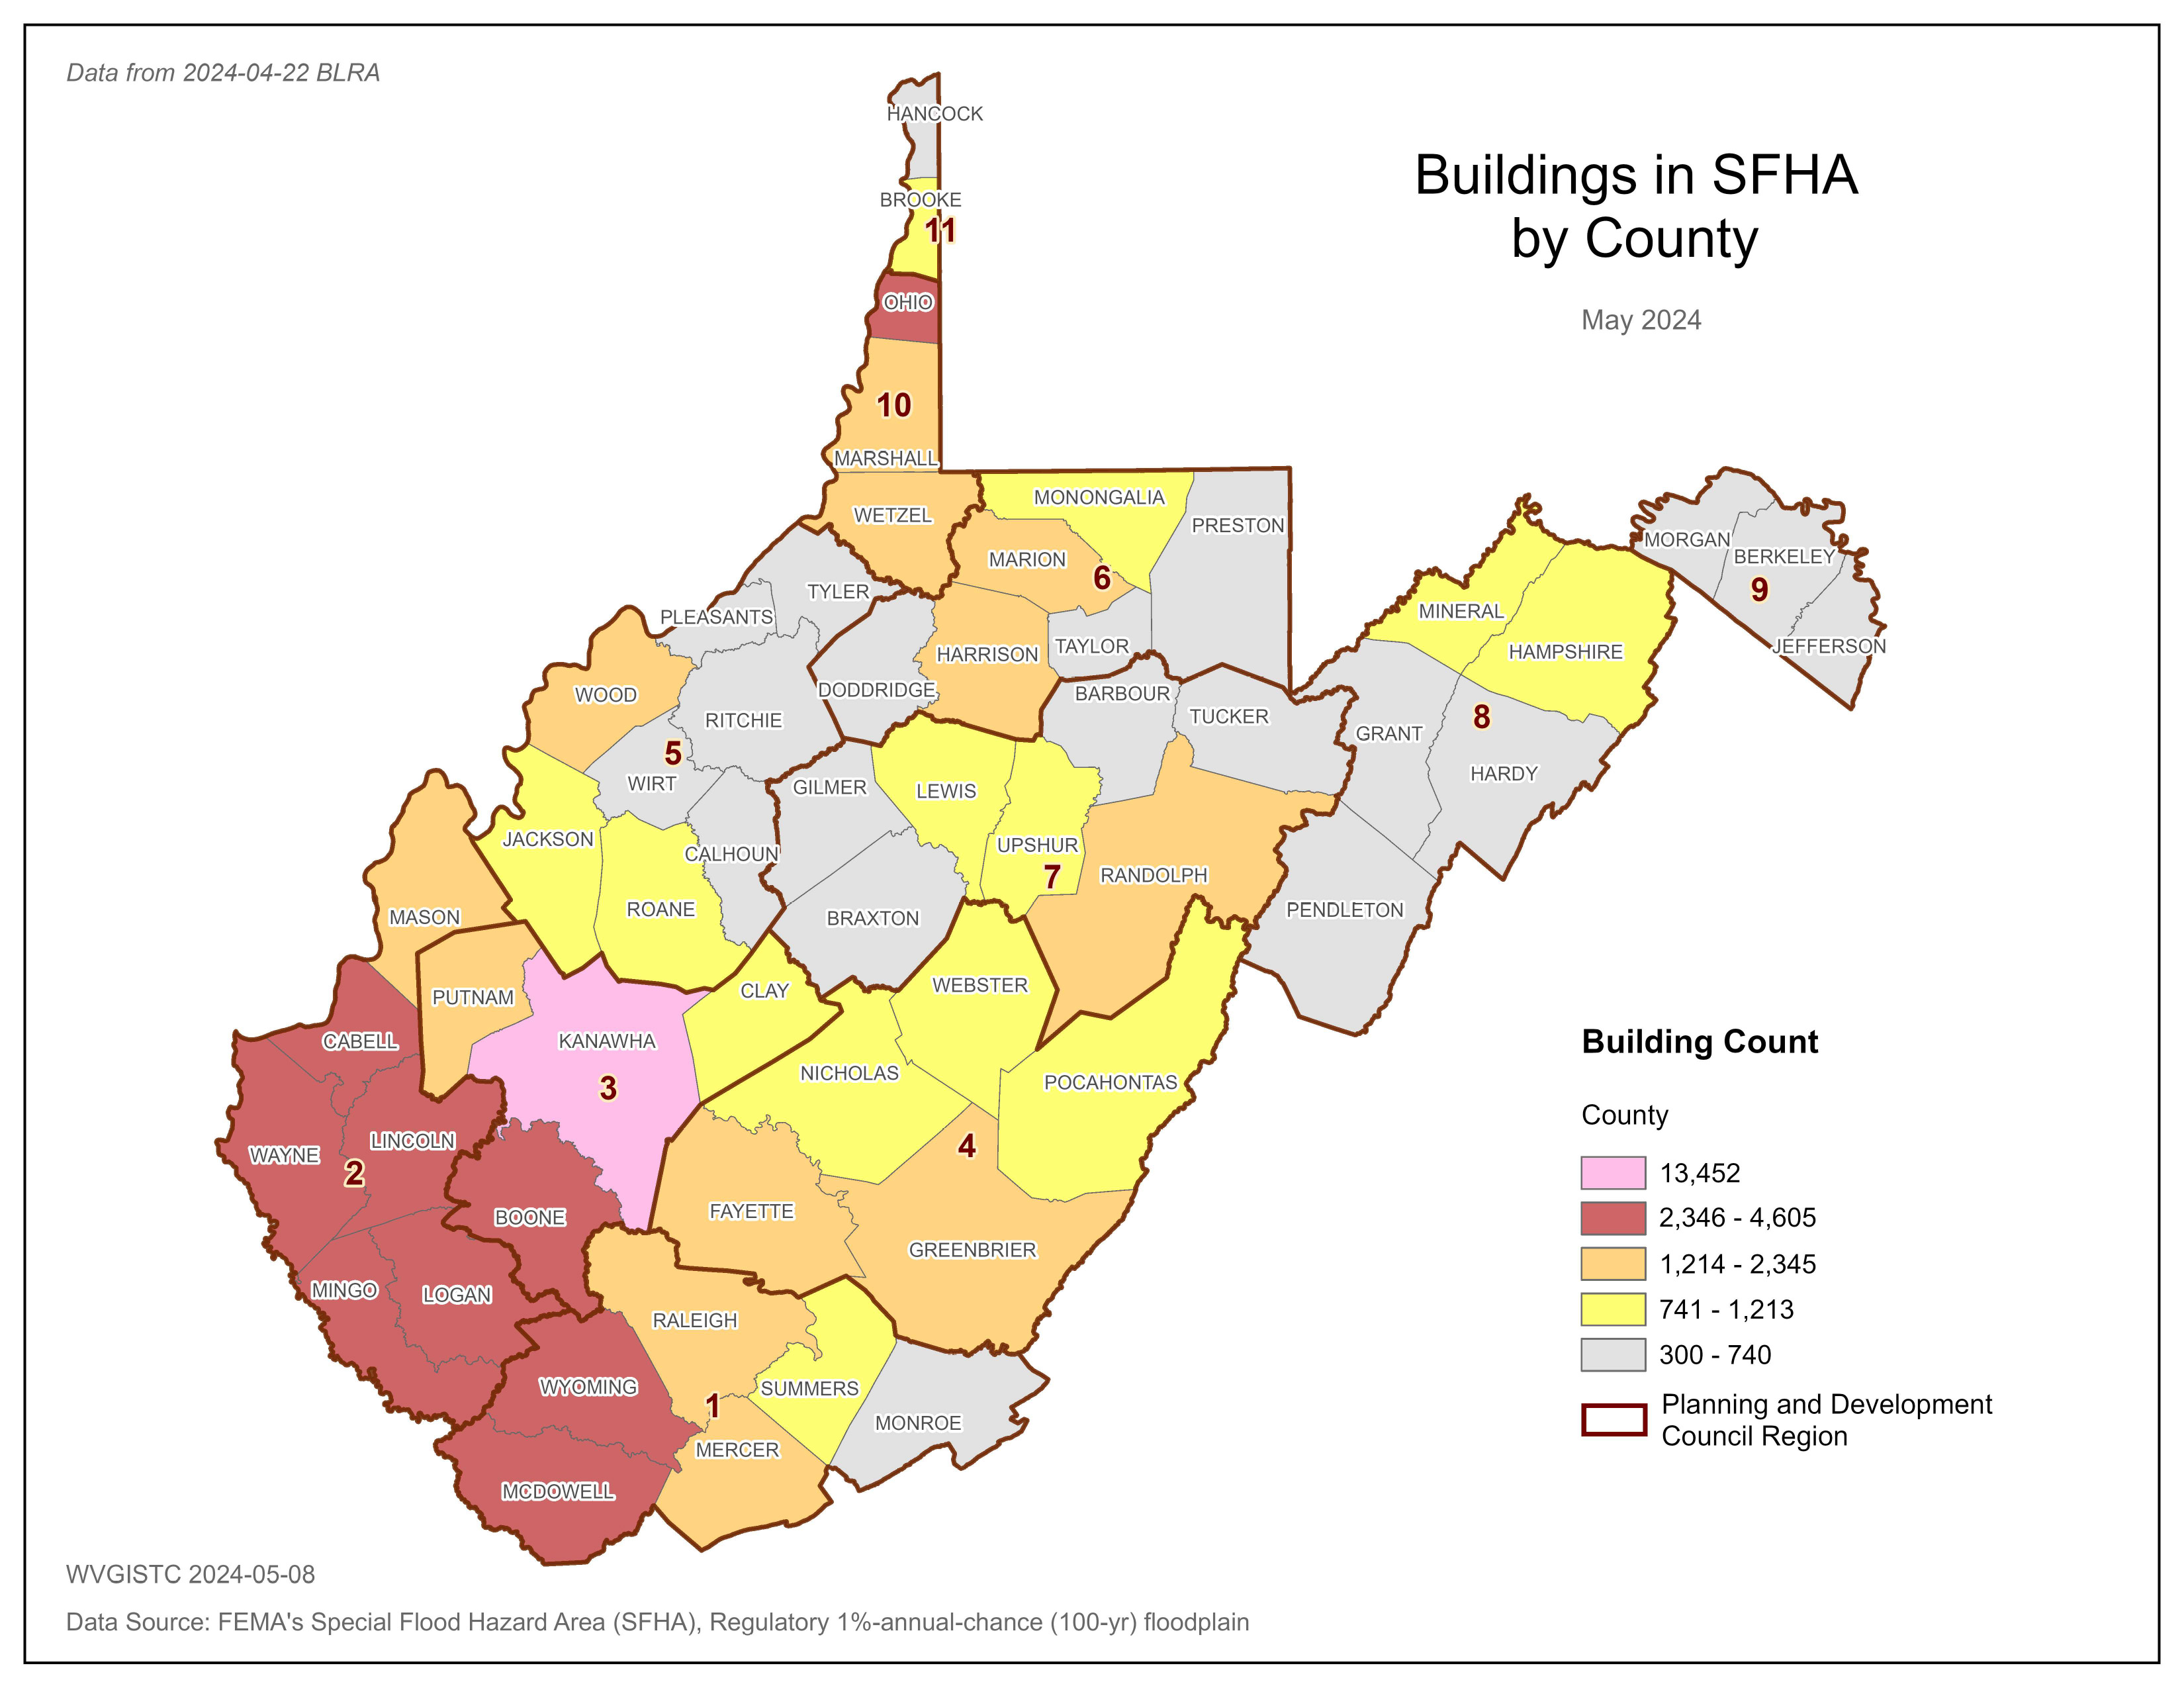 Data from 2024-04-22 BLRA
Buildings in SFHA
by County
May 2024
HANCOCK
BROOKE
11
OHIO
10
MARSHALL
WETZEL
MONONGALIA
PRESTON
MARION
6
MORGAN
BERKELEY
9
JEFFERSON
MINERAL
HAMPSHIRE
TYLER
PLEASANTS
TAYLOR
HARRISON
DODDRIDGE
BARBOUR
TUCKER
WOOD
RITCHIE
GRANT
8
HARDY
5
WIRT
GILMER
LEWIS
JACKSON
CALHOUN
UPSHUR
7
RANDOLPH
MASON
ROANE
BRAXTON
PENDLETON
PUTNAM
CLAY
WEBSTER
CABELL
KANAWHA
3
NICHOLAS
POCAHONTAS
WAYNE
LINCOLN
2
4
BOONE
FAYETTE
GREENBRIER
MINGO
LOGAN
RALEIGH
WYOMING
1
SUMMERS
MONROE
MERCER
MCDOWELL
Building Count
County
13,452
2,346 - 4,605
1,214 - 2,345
741 - 1,213
300 - 740
Planning and Development
Council Region
WVGISTC 2024-05-08
Data Source: FEMA's Special Flood Hazard Area (SFHA), Regulatory 1%-annual-chance (100-yr) floodplain